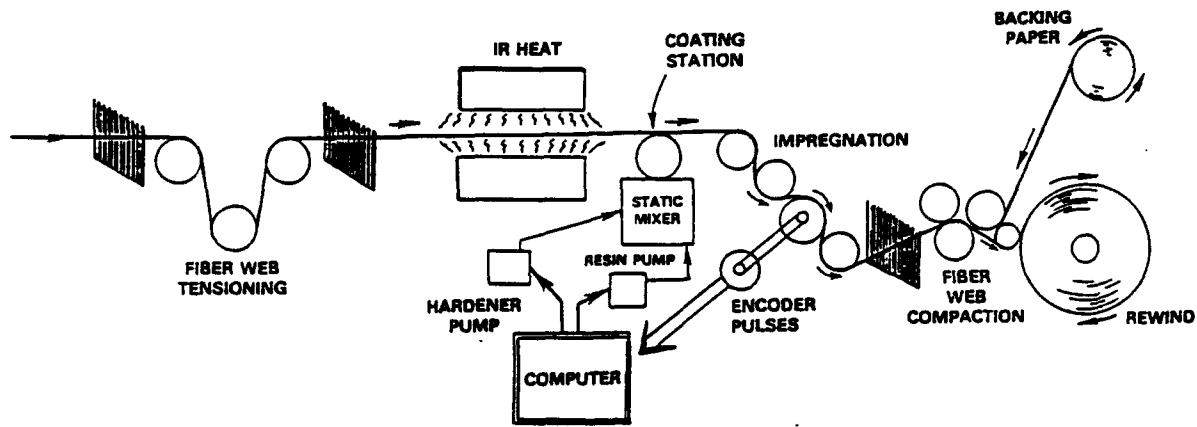 BACKING
PAPER
IR HEAT
COATING
STATION
IMPREGNATION
STATIC
MIXER
RESIN PUMP
FIBER WEB
TENSIONING
HARDENER
PUMP
ENCODER
PULSES
FIBER
WEB
COMPACTION
REWIND
COMPUTER